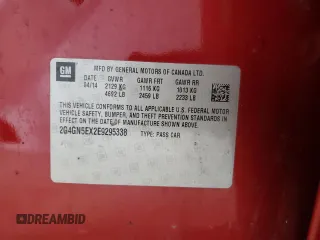 GM
MFD BY GENERAL MOTORS OF CANADA LTD.
DATE GVWR GAWR FRT GAWR RR
04/14 2129 KG 1116 KG 1013 KG
4692 LB 2459 LB 2233 LB
THIS VEHICLE CONFORMS TO ALL APPLICABLE
U.S. FEDERAL MOTOR VEHICLE
SAFETY, BUMPER, AND THEFT PREVENTION
STANDARDS IN EFFECT ON THE DATE OF
MANUFACTURE SHOWN ABOVE.
2G4GN5EX2E9295338 TYPE: PASS CAR
DREAMBID